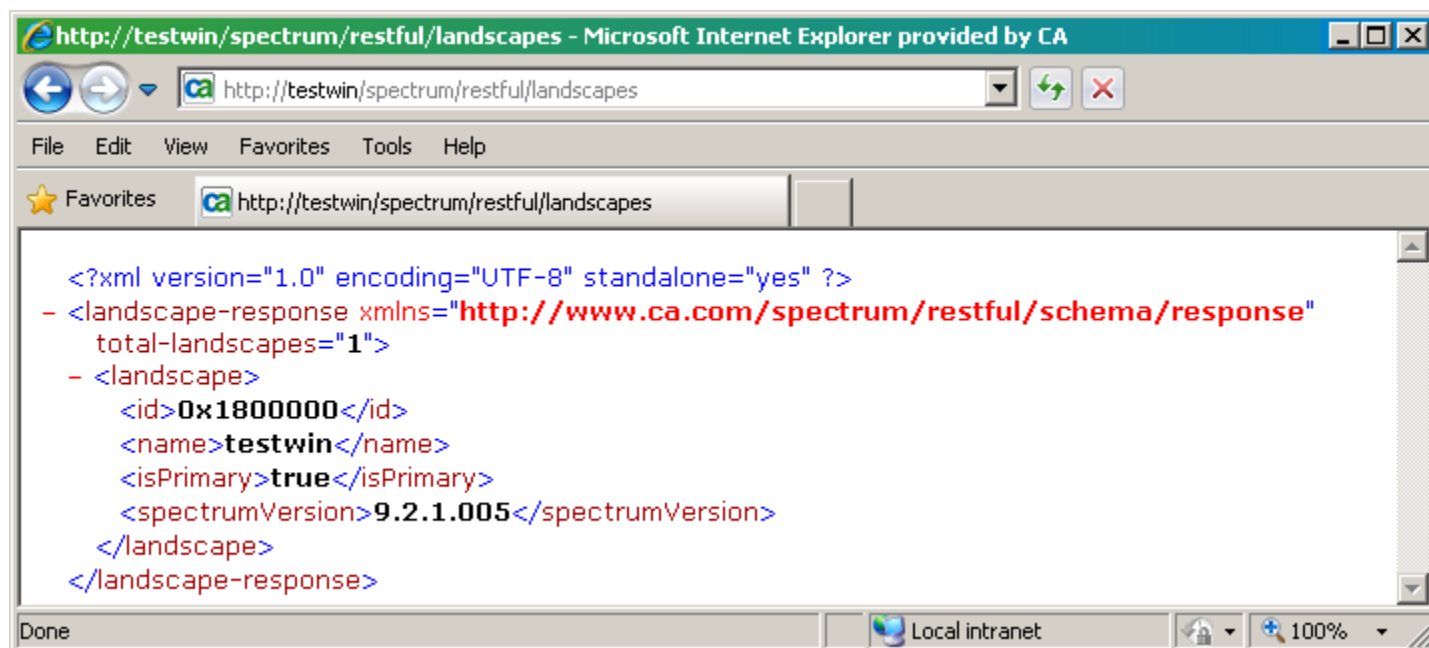 http://testwin/spectrum/restful/landscapes - Microsoft Internet Explorer provided by CA
ca http://testwin/spectrum/restful/landscapes
File Edit View Favorites Tools Help
Favorites ca http://testwin/spectrum/restful/landscapes
<?xml version="1.0" encoding="UTF-8" standalone="yes" ?>
- <landscape-response xmlns="http://www.ca.com/spectrum/restful/schema/response"
total-landscapes="1">
- <landscape>
<id>0x1800000</id>
<name>testwin</name>
<isPrimary>true</isPrimary>
<spectrumVersion>9.2.1.005</spectrumVersion>
</landscape>
</landscape-response>
Done Local intranet 100%